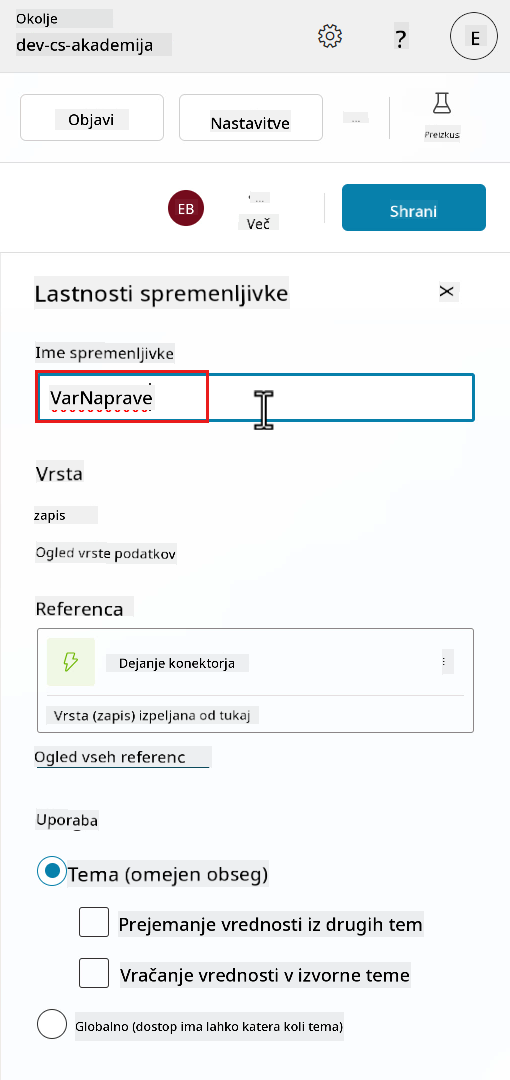 Okolje
dev-cs-akademija
?
E
Objavi
Nastavitve
...
Preizkus
EB
...
Več
Shrani
Lastnosti spremenljivke
Ime spremenljivke
VarNaprave
Vrsta
zapis
Ogled vrste podatkov
Referenca
Dejanje konektorja
Vrsta (zapis) izpeljana od tukaj
Ogled vseh referenc
Uporaba
Tema (omejen obseg)
Prejemanje vrednosti iz drugih tem
Vračanje vrednosti v izvorne teme
Globalno (dostop ima lahko katera koli tema)